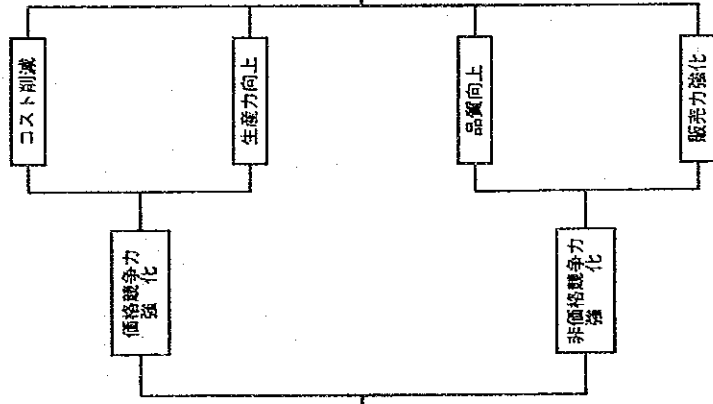 価格競争力
強化
コスト削減
生産力向上
非価格競争力
強化
品質向上
販売力強化